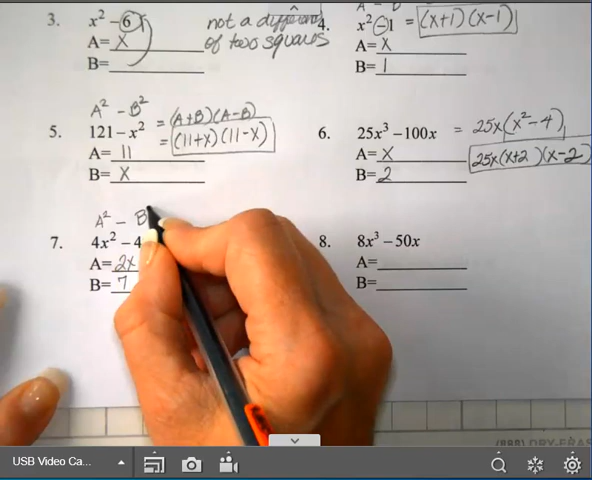 3. x² − 6
not a difference
of two squares
A= x
B=
4.
x² − 1 = (x+1)(x−1)
A= x
B= 1
A² − B²
= (A+B)(A−B)
5. 121 − x² = (11+x)(11−x)
A= 11
B= x
6. 25x³ − 100x = 25x(x²−4)
25x(x+2)(x−2)
A= x
B= 2
A² − B
7. 4x² − 4
A= 2x
B= 7
8. 8x³ − 50x
A=
B=
USB Video Ca...